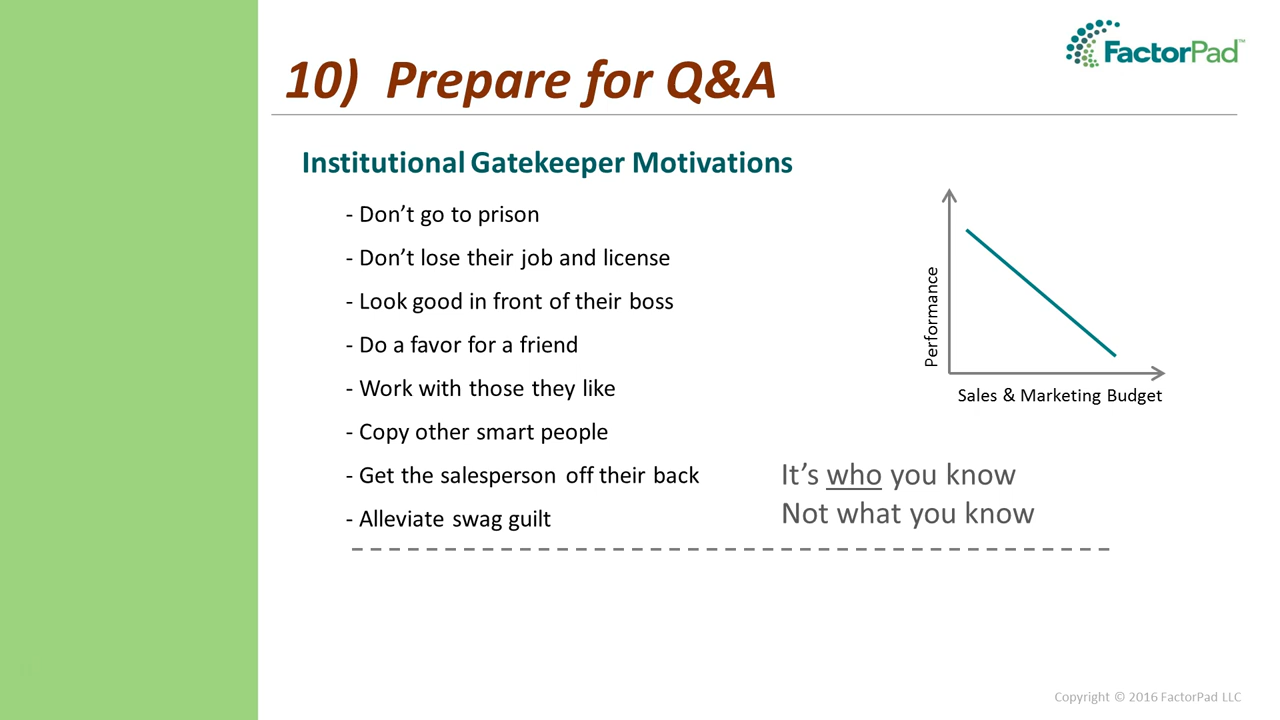 FactorPad™
10) Prepare for Q&A
Institutional Gatekeeper Motivations
- Don’t go to prison
- Don’t lose their job and license
- Look good in front of their boss
- Do a favor for a friend
- Work with those they like
- Copy other smart people
- Get the salesperson off their back
- Alleviate swag guilt
Performance
Sales & Marketing Budget
It’s who you know
Not what you know
Copyright © 2016 FactorPad LLC